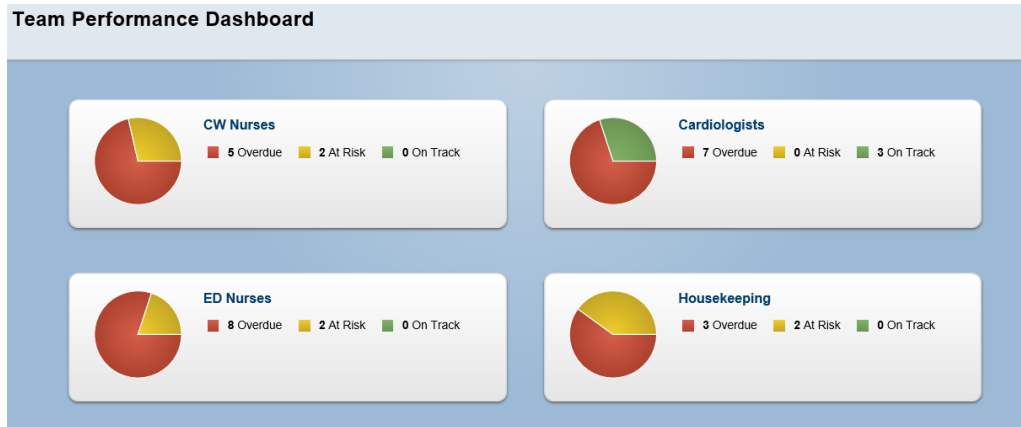 Team Performance Dashboard
CW Nurses
5 Overdue 2 At Risk 0 On Track
Cardiologists
7 Overdue 0 At Risk 3 On Track
ED Nurses
8 Overdue 2 At Risk 0 On Track
Housekeeping
3 Overdue 2 At Risk 0 On Track